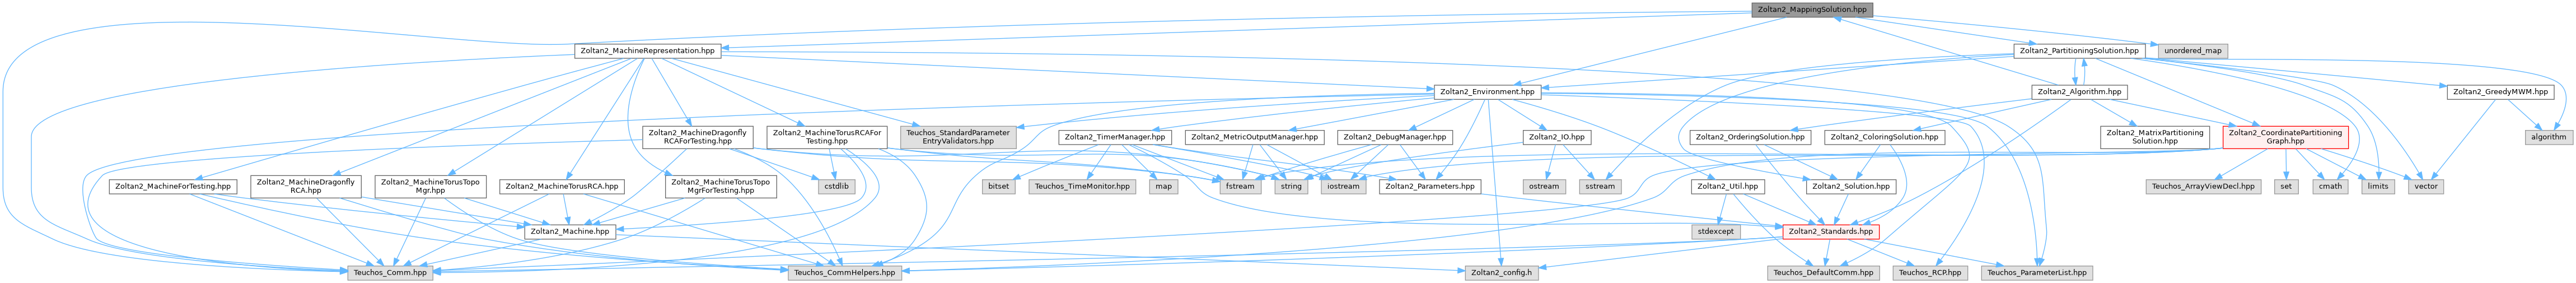 Zoltan2_MappingSolution.hpp
Zoltan2_MachineRepresentation.hpp
Zoltan2_PartitioningSolution.hpp
unordered_map
Zoltan2_Environment.hpp
Zoltan2_Algorithm.hpp
Zoltan2_GreedyMWM.hpp
Zoltan2_MachineDragonfly
RCAForTesting.hpp
Zoltan2_MachineTorusRCAFor
Testing.hpp
Teuchos_StandardParameter
EntryValidators.hpp
Zoltan2_TimerManager.hpp
Zoltan2_MetricOutputManager.hpp
Zoltan2_DebugManager.hpp
Zoltan2_IO.hpp
Zoltan2_OrderingSolution.hpp
Zoltan2_ColoringSolution.hpp
Zoltan2_MatrixPartitioning
Solution.hpp
Zoltan2_CoordinatePartitioning
Graph.hpp
algorithm
Zoltan2_MachineForTesting.hpp
Zoltan2_MachineDragonfly
RCA.hpp
Zoltan2_MachineTorusTopo
Mgr.hpp
Zoltan2_MachineTorusRCA.hpp
Zoltan2_MachineTorusTopo
MgrForTesting.hpp
cstdlib
bitset
Teuchos_TimeMonitor.hpp
map
fstream
string
iostream
Zoltan2_Parameters.hpp
ostream
sstream
Zoltan2_Util.hpp
Zoltan2_Solution.hpp
Teuchos_ArrayViewDecl.hpp
set
cmath
limits
vector
Zoltan2_Machine.hpp
stdexcept
Zoltan2_Standards.hpp
Teuchos_Comm.hpp
Teuchos_CommHelpers.hpp
Zoltan2_config.h
Teuchos_DefaultComm.hpp
Teuchos_RCP.hpp
Teuchos_ParameterList.hpp